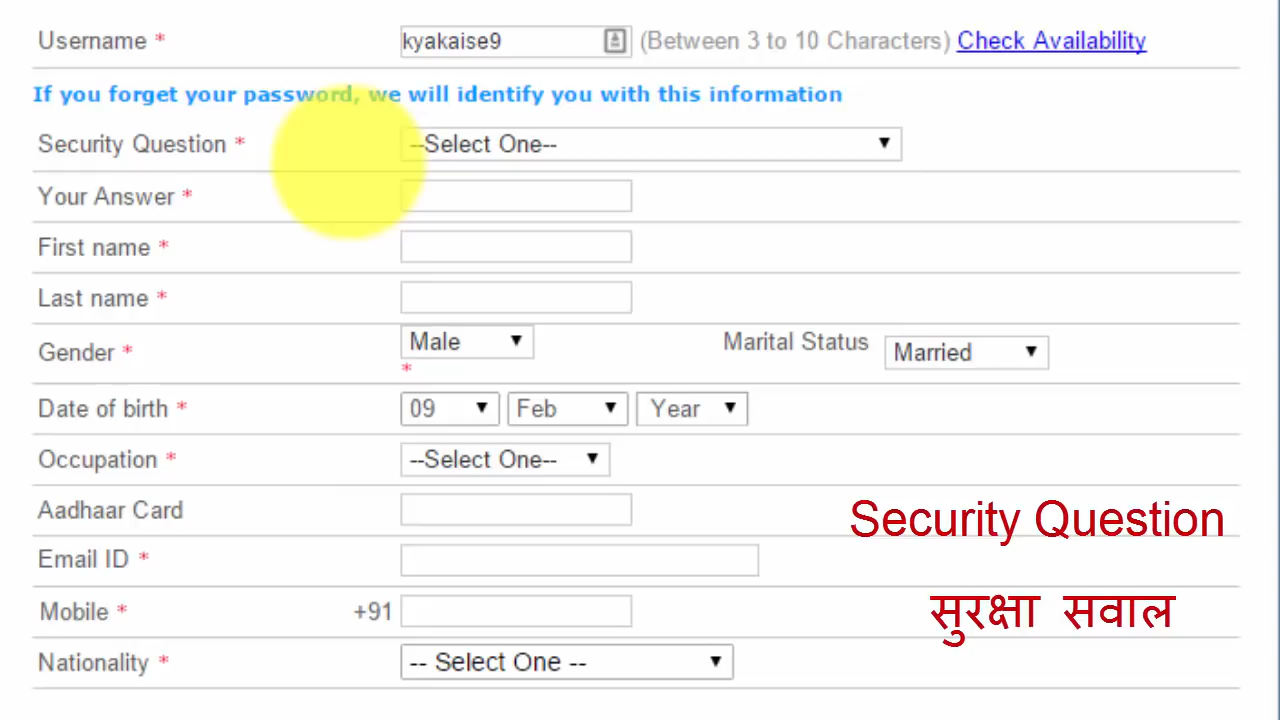 Username * kyakaise9 (Between 3 to 10 Characters) Check Availability
If you forget your password, we will identify you with this information
Security Question * --Select One--
Your Answer *
First name *
Last name *
Gender * Male * Marital Status Married
Date of birth * 09 Feb Year
Occupation * --Select One--
Aadhaar Card
Security Question
Email ID *
Mobile * +91
सुरक्षा सवाल
Nationality * -- Select One --